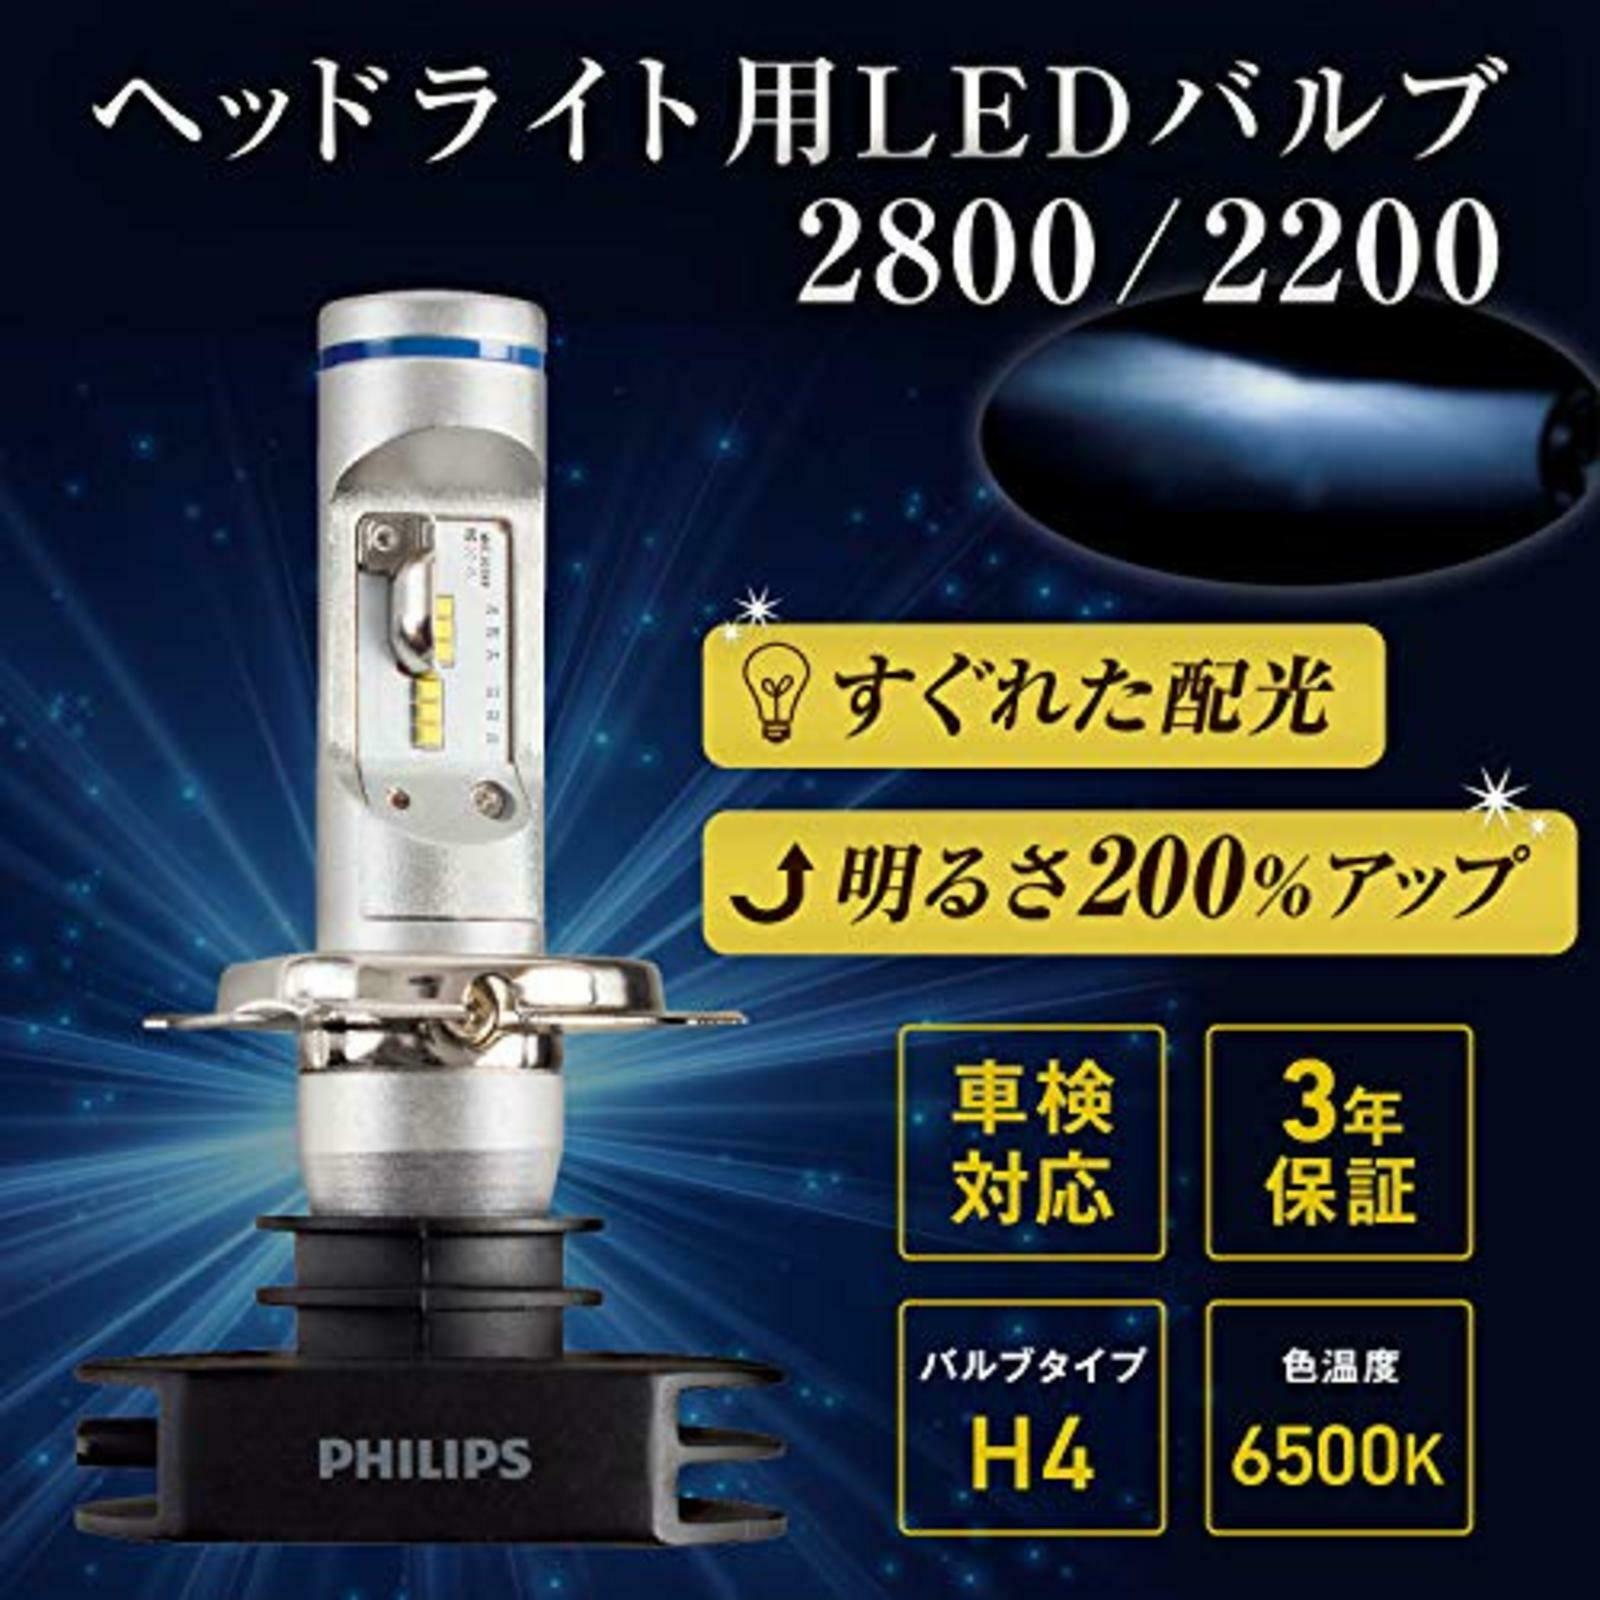 ヘッドライト用LEDバルブ
2800/2200
すぐれた配光
明るさ200%アップ
車検
対応
3年
保証
バルブタイプ
H4
色温度
6500K
PHILIPS